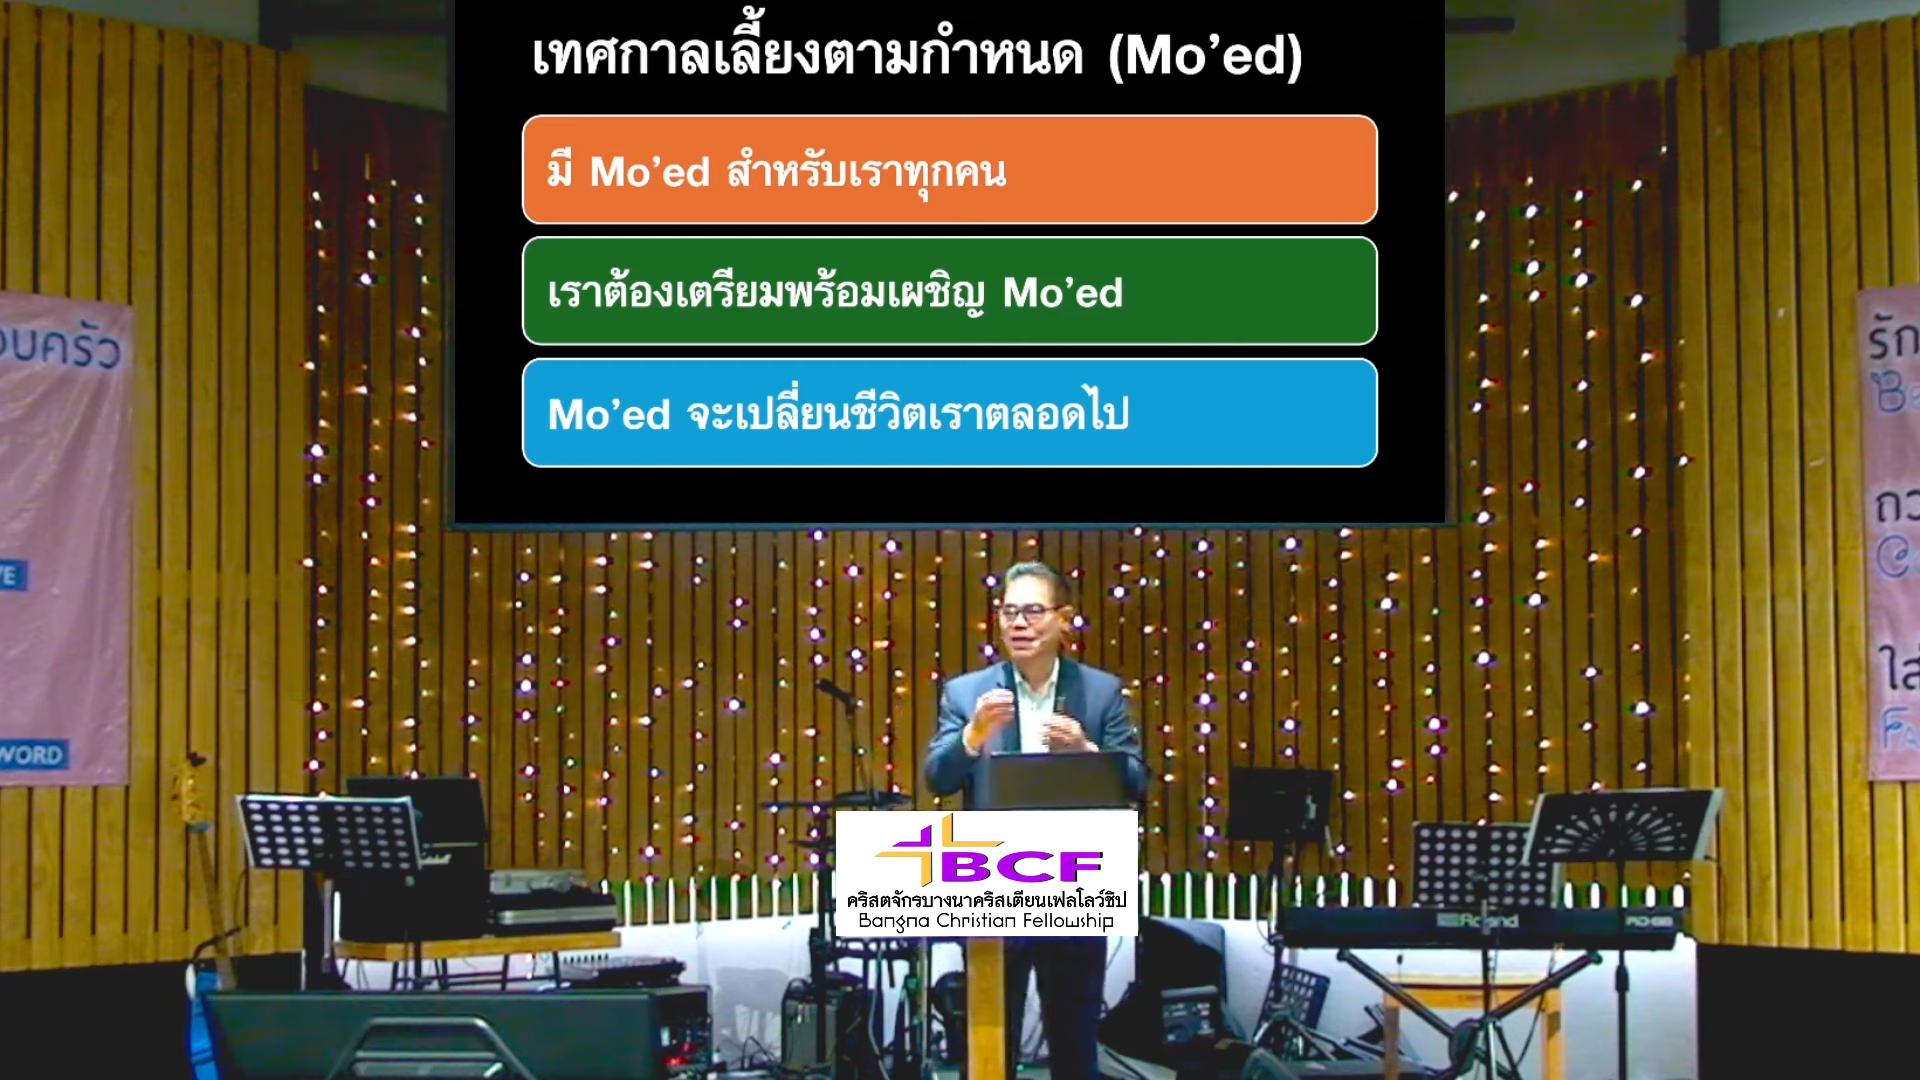 เทศกาลเลี้ยงตามกำหนด (Mo’ed)
มี Mo’ed สำหรับเราทุกคน
เราต้องเตรียมพร้อมเผชิญ Mo’ed
Mo’ed จะเปลี่ยนชีวิตเราตลอดไป
WORD
รัก
BCF
คริสตจักรบางนาคริสเตียนเฟลโลว์ชิป
Bangna Christian Fellowship
Roland